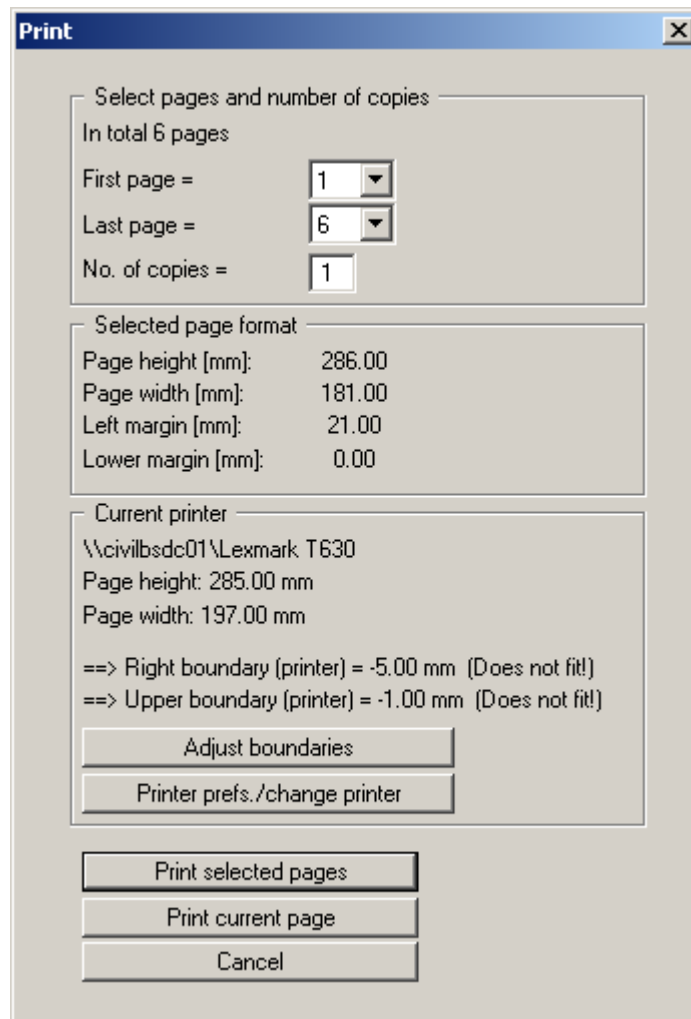 Print
Select pages and number of copies
In total 6 pages
First page = 1
Last page = 6
No. of copies = 1
Selected page format
Page height [mm]: 286.00
Page width [mm]: 181.00
Left margin [mm]: 21.00
Lower margin [mm]: 0.00
Current printer
\\civilbsdc01\Lexmark T630
Page height: 285.00 mm
Page width: 197.00 mm
==> Right boundary (printer) = -5.00 mm (Does not fit!)
==> Upper boundary (printer) = -1.00 mm (Does not fit!)
Adjust boundaries
Printer prefs./change printer
Print selected pages
Print current page
Cancel